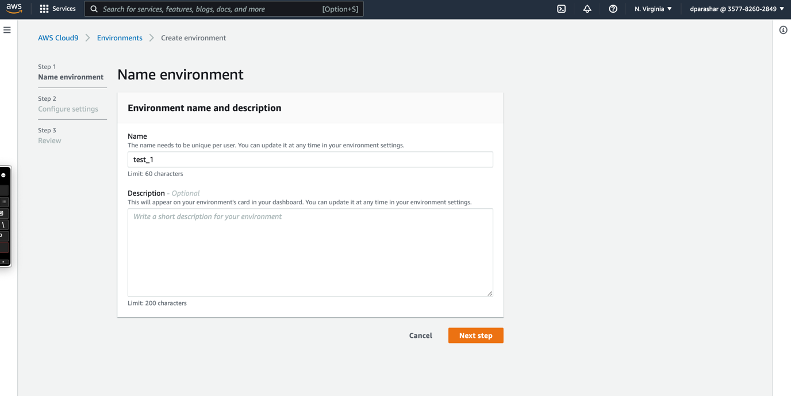 aws Services Search for services, features, blogs, docs, and more [Option+S] N. Virginia dparashar @ 3577-8260-2849
AWS Cloud9 Environments Create environment
Step 1
Name environment
Step 2
Configure settings
Step 3
Review
Name environment
Environment name and description
Name
The name needs to be unique per user. You can update it at any time in your environment settings.
test_1
Limit: 60 characters
Description - Optional
This will appear on your environment's card in your dashboard. You can update it at any time in your environment settings.
Write a short description for your environment
Limit: 200 characters
Cancel Next step